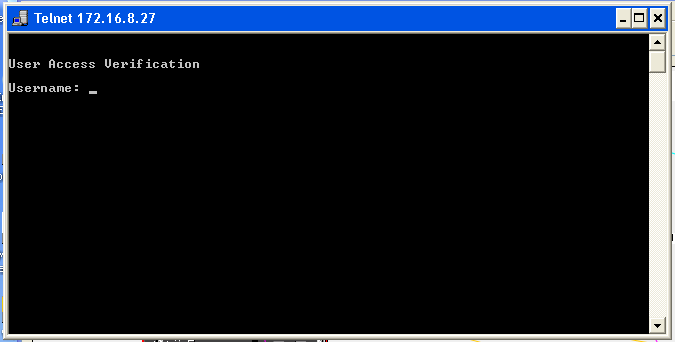 Telnet 172.16.8.27
User Access Verification
Username: